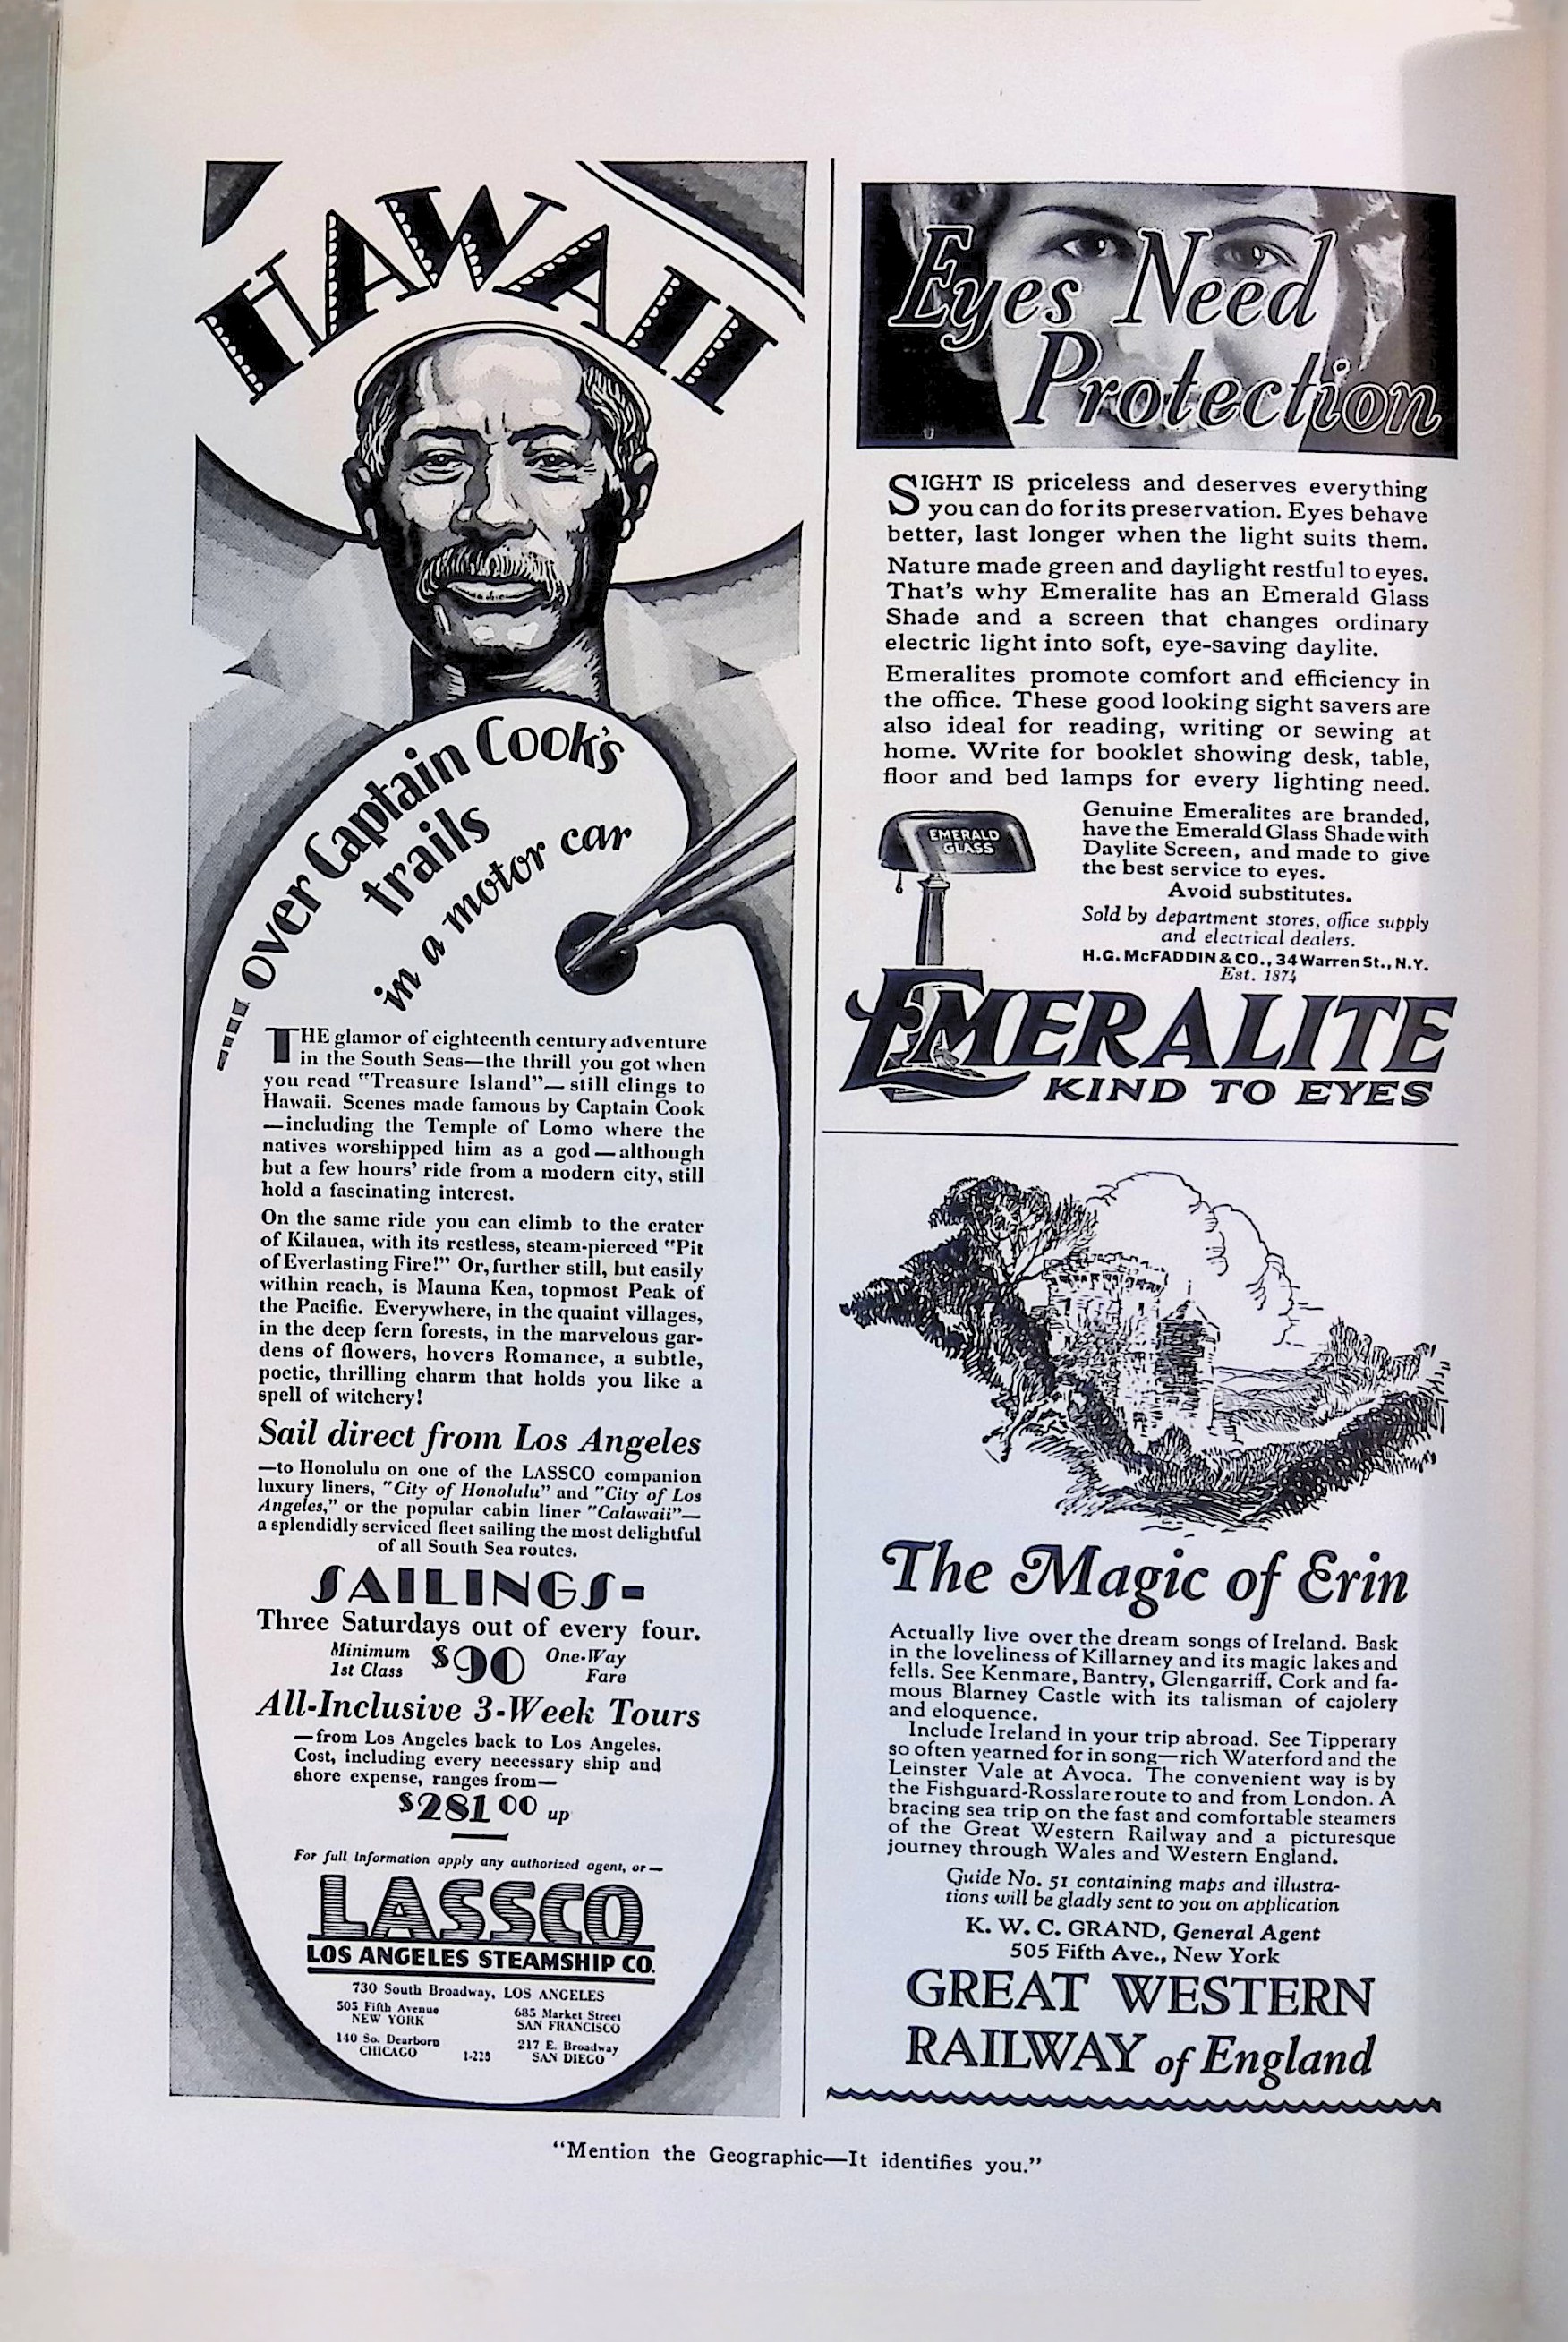 HAWAII
---- over Captain Cook's
trails
in a motor car
THE glamor of eighteenth century adventure
in the South Seas—the thrill you got when
you read "Treasure Island"—still clings to
Hawaii. Scenes made famous by Captain Cook
—including the Temple of Lomo where the
natives worshipped him as a god—although
but a few hours' ride from a modern city, still
hold a fascinating interest.
On the same ride you can climb to the crater
of Kilauea, with its restless, steam-pierced "Pit
of Everlasting Fire!" Or, further still, but easily
within reach, is Mauna Kea, topmost Peak of
the Pacific. Everywhere, in the quaint villages,
in the deep fern forests, in the marvelous gar-
dens of flowers, hovers Romance, a subtle,
poetic, thrilling charm that holds you like a
spell of witchery!
Sail direct from Los Angeles
—to Honolulu on one of the LASSCO companion
luxury liners, "City of Honolulu" and "City of Los
Angeles," or the popular cabin liner "Calawaii"—
a splendidly serviced fleet sailing the most delightful
of all South Sea routes.
SAILINGS-
Three Saturdays out of every four.
Minimum 1st Class $90 One-Way Fare
All-Inclusive 3-Week Tours
—from Los Angeles back to Los Angeles.
Cost, including every necessary ship and
shore expense, ranges from—
$281.00 up
For full information apply any authorized agent, or—
LASSCO
LOS ANGELES STEAMSHIP CO.
730 South Broadway, LOS ANGELES
505 Fifth Avenue 685 Market Street
NEW YORK SAN FRANCISCO
140 So. Dearborn 217 E. Broadway
CHICAGO 1-228 SAN DIEGO
Eyes Need
Protection
SIGHT IS priceless and deserves everything
you can do for its preservation. Eyes behave
better, last longer when the light suits them.
Nature made green and daylight restful to eyes.
That's why Emeralite has an Emerald Glass
Shade and a screen that changes ordinary
electric light into soft, eye-saving daylite.
Emeralites promote comfort and efficiency in
the office. These good looking sight savers are
also ideal for reading, writing or sewing at
home. Write for booklet showing desk, table,
floor and bed lamps for every lighting need.
EMERALD
GLASS
Genuine Emeralites are branded,
have the Emerald Glass Shade with
Daylite Screen, and made to give
the best service to eyes.
Avoid substitutes.
Sold by department stores, office supply
and electrical dealers.
H.G. McFADDIN & CO., 34 Warren St., N.Y.
Est. 1874
EMERALITE
KIND TO EYES
The Magic of Erin
Actually live over the dream songs of Ireland. Bask
in the loveliness of Killarney and its magic lakes and
fells. See Kenmare, Bantry, Glengarriff, Cork and fa-
mous Blarney Castle with its talisman of cajolery
and eloquence.
Include Ireland in your trip abroad. See Tipperary
so often yearned for in song—rich Waterford and the
Leinster Vale at Avoca. The convenient way is by
the Fishguard-Rosslare route to and from London. A
bracing sea trip on the fast and comfortable steamers
of the Great Western Railway and a picturesque
journey through Wales and Western England.
Guide No. 51 containing maps and illustra-
tions will be gladly sent to you on application
K. W. C. GRAND, General Agent
505 Fifth Ave., New York
GREAT WESTERN
RAILWAY of England
"Mention the Geographic—It identifies you."